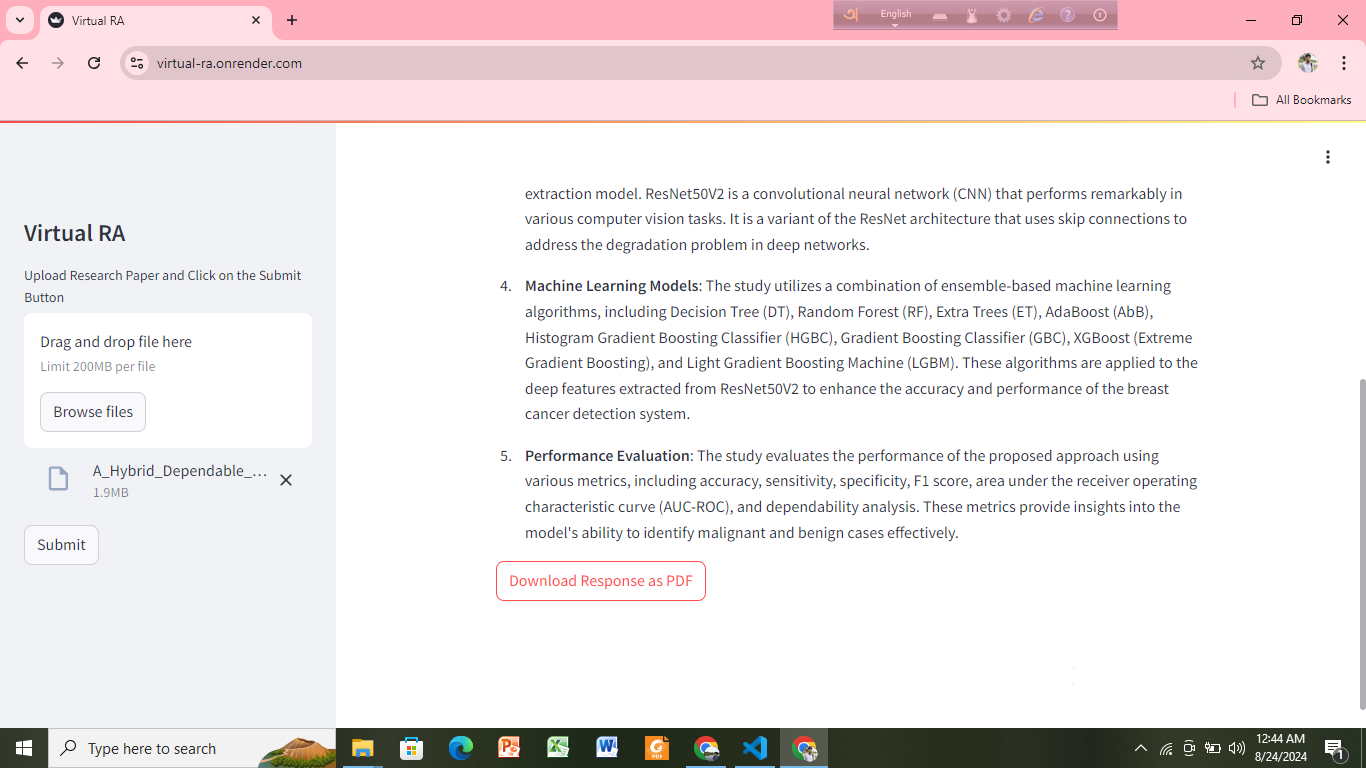 Virtual RA
English
virtual-ra.onrender.com
All Bookmarks
Virtual RA
Upload Research Paper and Click on the Submit
Button
Drag and drop file here
Limit 200MB per file
Browse files
A_Hybrid_Dependable_...
1.9MB
Submit
extraction model. ResNet50V2 is a convolutional neural network (CNN) that performs remarkably in
various computer vision tasks. It is a variant of the ResNet architecture that uses skip connections to
address the degradation problem in deep networks.
4. Machine Learning Models: The study utilizes a combination of ensemble-based machine learning
algorithms, including Decision Tree (DT), Random Forest (RF), Extra Trees (ET), AdaBoost (AbB),
Histogram Gradient Boosting Classifier (HGBC), Gradient Boosting Classifier (GBC), XGBoost (Extreme
Gradient Boosting), and Light Gradient Boosting Machine (LGBM). These algorithms are applied to the
deep features extracted from ResNet50V2 to enhance the accuracy and performance of the breast
cancer detection system.
5. Performance Evaluation: The study evaluates the performance of the proposed approach using
various metrics, including accuracy, sensitivity, specificity, F1 score, area under the receiver operating
characteristic curve (AUC-ROC), and dependability analysis. These metrics provide insights into the
model's ability to identify malignant and benign cases effectively.
Download Response as PDF
Type here to search
12:44 AM
8/24/2024
1